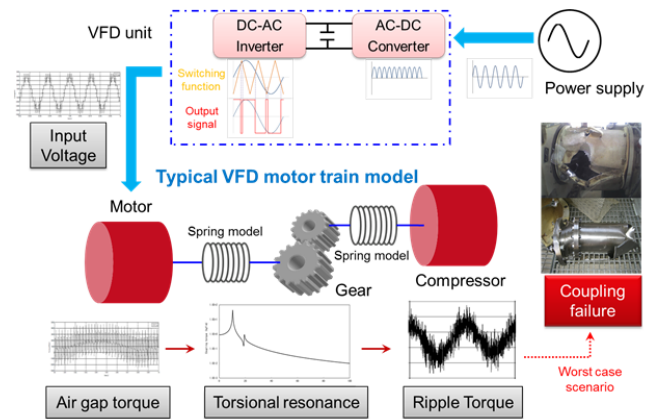 VFD unit
DC-AC
Inverter
AC-DC
Converter
Switching
function
Output
signal
Power supply
Input
Voltage
Typical VFD motor train model
Motor
Spring model
Gear
Spring model
Compressor
Coupling
failure
Air gap torque
Torsional resonance
Ripple Torque
Worst case
scenario